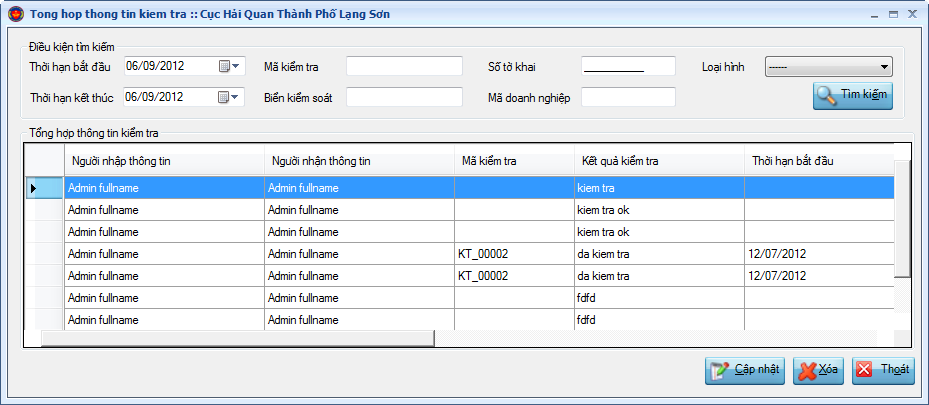 Tong hop thong tin kiem tra :: Cục Hải Quan Thành Phố Lạng Sơn
Điều kiện tìm kiếm
Thời hạn bắt đầu 06/09/2012 Mã kiểm tra Số tờ khai __________ Loại hình ------
Thời hạn kết thúc 06/09/2012 Biển kiểm soát Mã doanh nghiệp Tìm kiếm
Tổng hợp thông tin kiểm tra
Người nhập thông tin Người nhận thông tin Mã kiểm tra Kết quả kiểm tra Thời hạn bắt đầu
Admin fullname Admin fullname kiem tra
Admin fullname Admin fullname kiem tra ok
Admin fullname Admin fullname kiem tra ok
Admin fullname Admin fullname KT_00002 da kiem tra 12/07/2012
Admin fullname Admin fullname KT_00002 da kiem tra 12/07/2012
Admin fullname Admin fullname fdfd
Admin fullname Admin fullname fdfd
Cập nhật Xóa Thoát